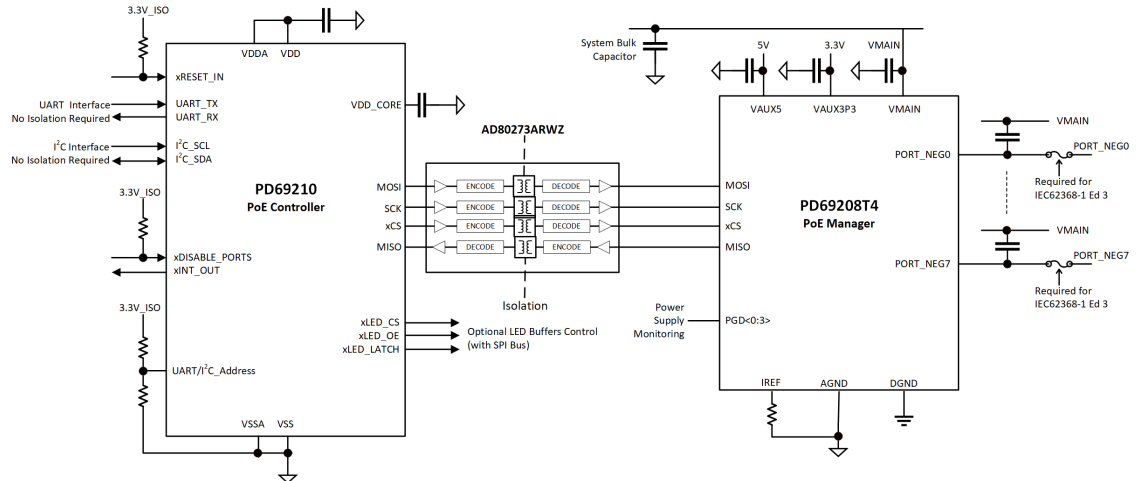 3.3V_ISO
VDDA
VDD
xRESET_IN
UART Interface
No Isolation Required
UART_TX
UART_RX
I²C Interface
No Isolation Required
I²C_SCL
I²C_SDA
VDD_CORE
PD69210
PoE Controller
3.3V_ISO
xDISABLE_PORTS
xINT_OUT
3.3V_ISO
UART/I²C_Address
VSSA
VSS
MOSI
SCK
xCS
MISO
xLED_CS
xLED_OE
xLED_LATCH
Optional LED Buffers Control
(with SPI Bus)
AD80273ARWZ
ENCODE
DECODE
ENCODE
DECODE
ENCODE
DECODE
DECODE
ENCODE
Isolation
System Bulk
Capacitor
5V
3.3V
VMAIN
VAUX5
VAUX3P3
VMAIN
MOSI
SCK
xCS
MISO
PD69208T4
PoE Manager
Power
Supply
Monitoring
PGD<0:3>
IREF
AGND
DGND
VMAIN
PORT_NEG0
PORT_NEG0
Required for
IEC62368-1 Ed 3
VMAIN
PORT_NEG7
PORT_NEG7
Required for
IEC62368-1 Ed 3